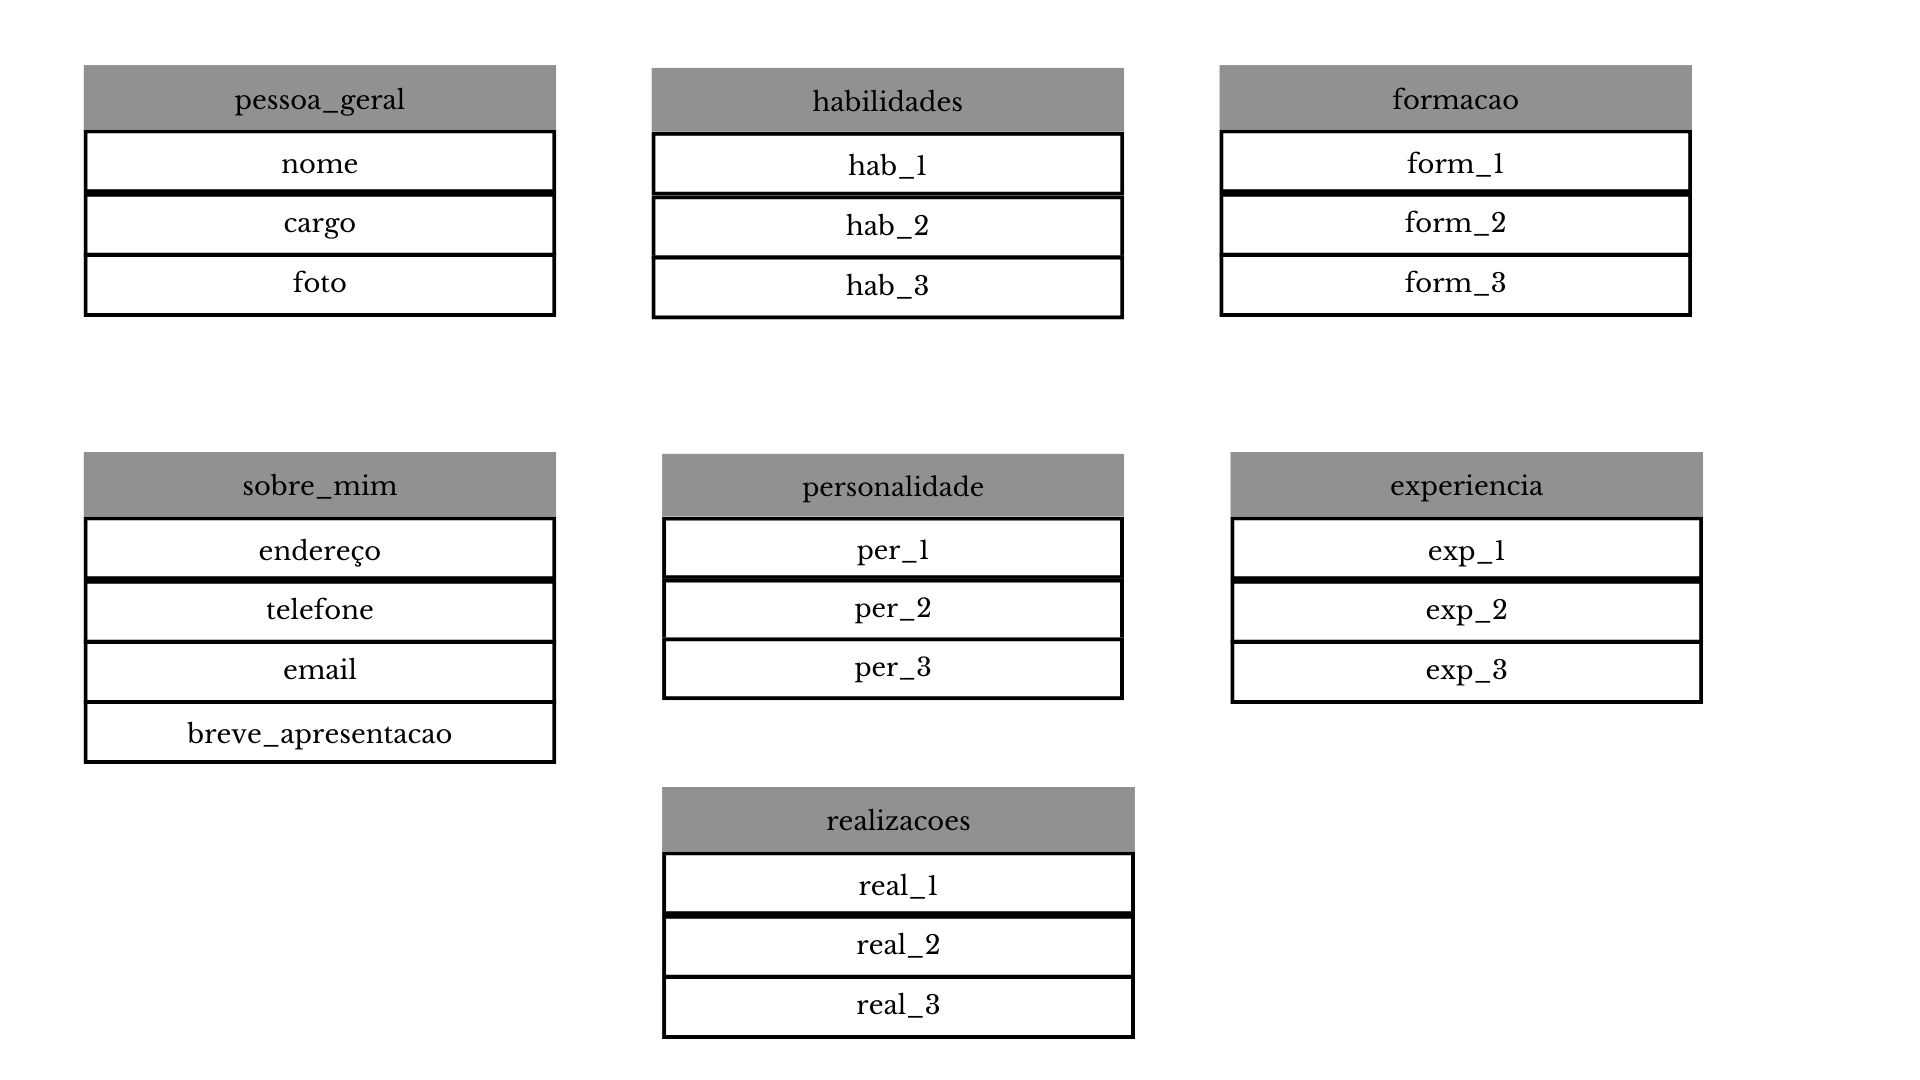 pessoa_geral
nome
cargo
foto
habilidades
hab_1
hab_2
hab_3
formacao
form_1
form_2
form_3
sobre_mim
endereço
telefone
email
breve_apresentacao
personalidade
per_1
per_2
per_3
experiencia
exp_1
exp_2
exp_3
realizacoes
real_1
real_2
real_3